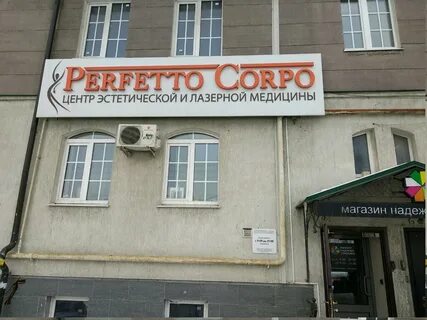 PERFETTO CORPO
ЦЕНТР ЭСТЕТИЧЕСКОЙ И ЛАЗЕРНОЙ МЕДИЦИНЫ
магазин надеж